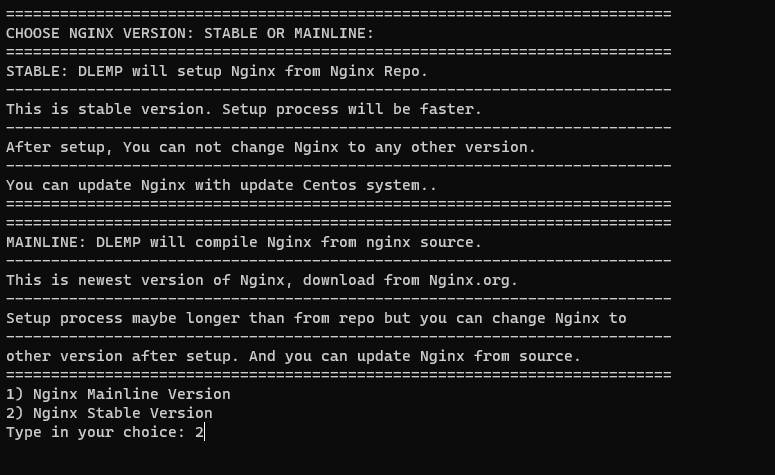 ==========================================================================
CHOOSE NGINX VERSION: STABLE OR MAINLINE:
==========================================================================
STABLE: DLEMP will setup Nginx from Nginx Repo.
--------------------------------------------------------------------------
This is stable version. Setup process will be faster.
--------------------------------------------------------------------------
After setup, You can not change Nginx to any other version.
--------------------------------------------------------------------------
You can update Nginx with update Centos system..
==========================================================================
==========================================================================
MAINLINE: DLEMP will compile Nginx from nginx source.
--------------------------------------------------------------------------
This is newest version of Nginx, download from Nginx.org.
--------------------------------------------------------------------------
Setup process maybe longer than from repo but you can change Nginx to
--------------------------------------------------------------------------
other version after setup. And you can update Nginx from source.
==========================================================================
1) Nginx Mainline Version
2) Nginx Stable Version
Type in your choice: 2